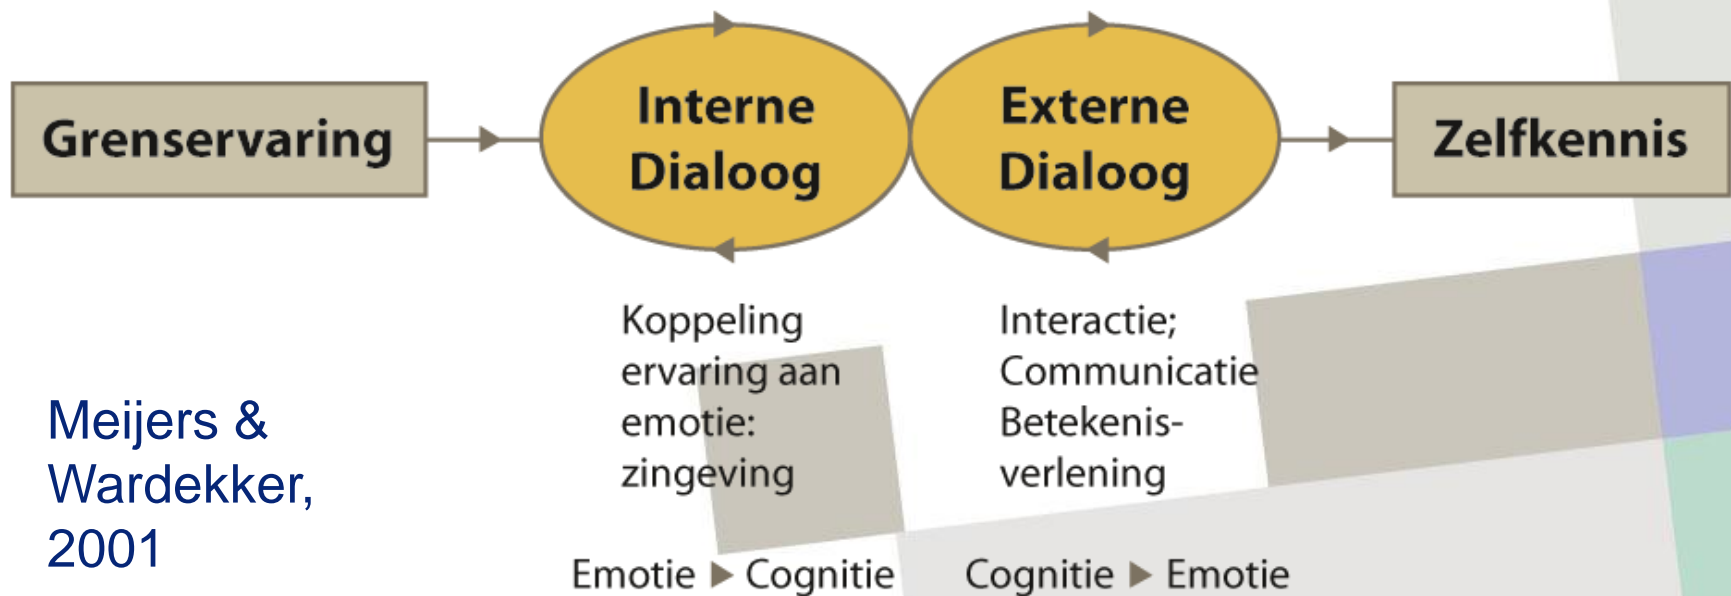 Grenservaring
Interne
Dialoog
Externe
Dialoog
Zelfkennis
Koppeling
ervaring aan
emotie:
zingeving
Interactie;
Communicatie
Betekenis-
verlening
Meijers &
Wardekker,
2001
Emotie ▶ Cognitie
Cognitie ▶ Emotie